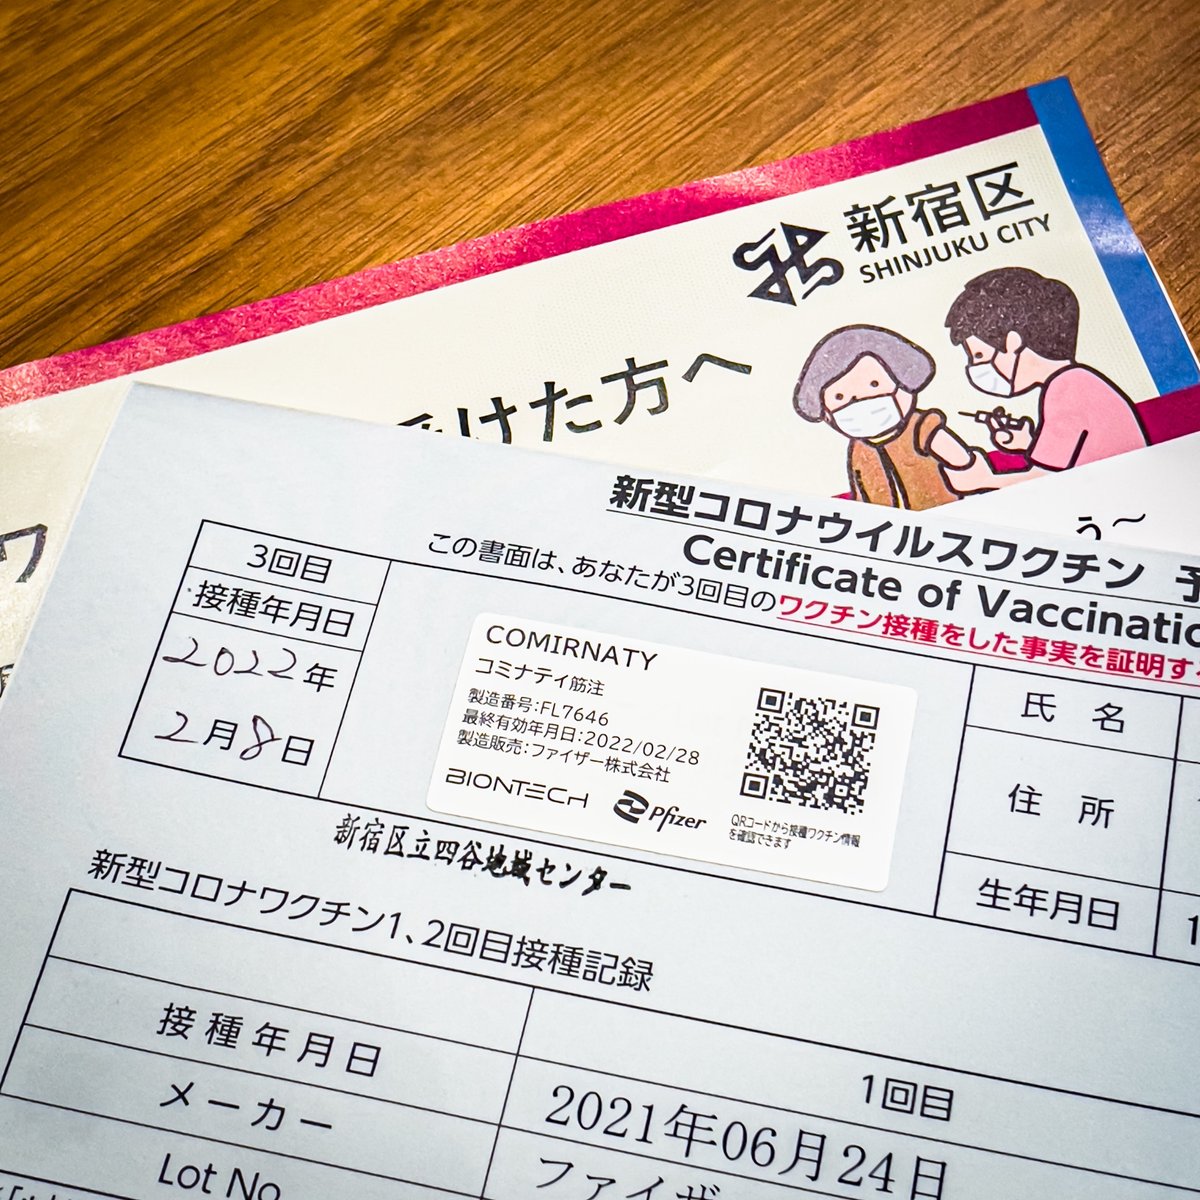 新宿区
SHINJUKU CITY
けた方へ
う～
新型コロナウイルスワクチン 予
Certificate of Vaccinatio
この書面は、あなたが3回目のワクチン接種をした事実を証明す
3回目
接種年月日
2022年
2月8日
COMIRNATY
コミナティ筋注
製造番号:FL7646
最終有効年月日:2022/02/28
製造販売:ファイザー株式会社
BIONTECH
Pfizer
QRコードから接種ワクチン情報
を確認できます
氏 名
住 所
生年月日
1
新宿区立四谷地域センター
新型コロナワクチン1、2回目接種記録
1回目
接種年月日
2021年06月24日
メーカー
ファイザ
Lot No